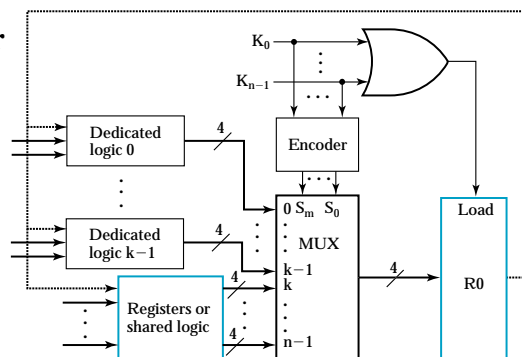 K0
Kn−1
4
Dedicated
logic 0
Encoder
4
0 Sm S0
Load
Dedicated
logic k−1
MUX
k−1
4
R0
4
k
Registers or
shared logic
4
n−1